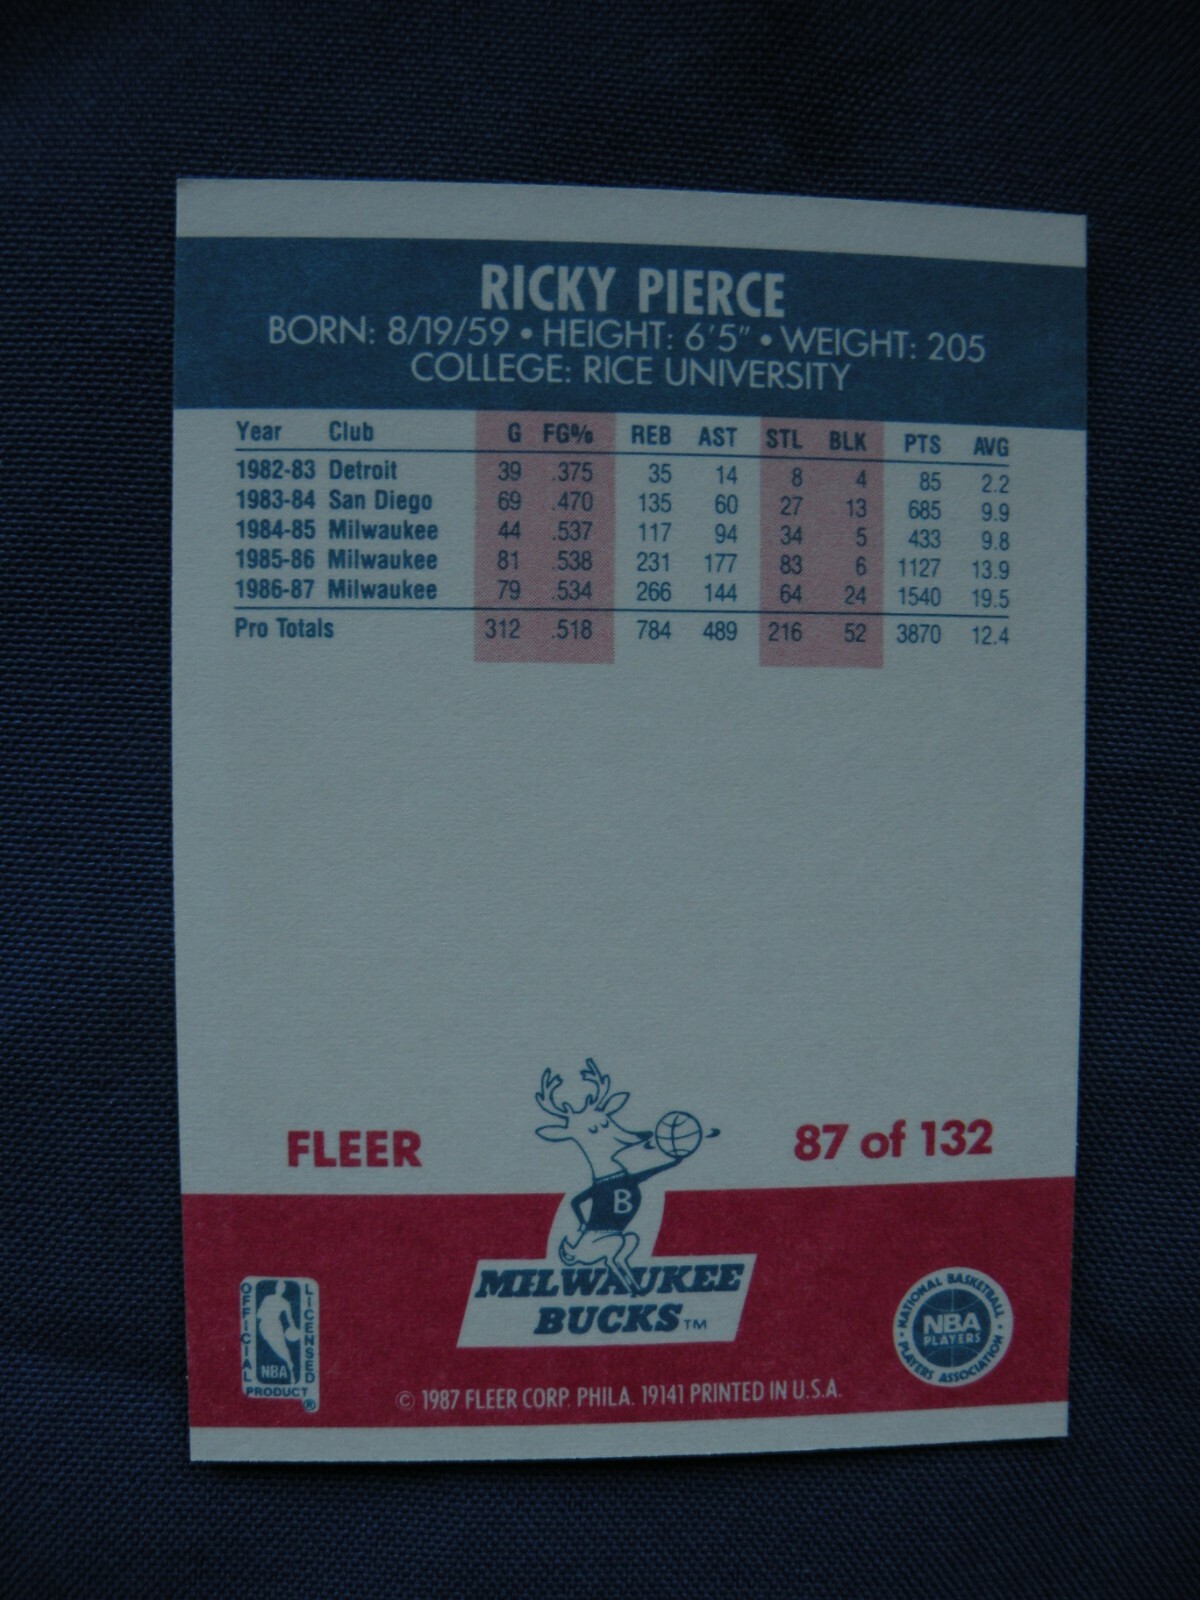 RICKY PIERCE
BORN: 8/19/59 • HEIGHT: 6'5" • WEIGHT: 205
COLLEGE: RICE UNIVERSITY
Year Club G FG% REB AST STL BLK PTS AVG
1982-83 Detroit 39 .375 35 14 8 4 85 2.2
1983-84 San Diego 69 .470 135 60 27 13 685 9.9
1984-85 Milwaukee 44 .537 117 94 34 5 433 9.8
1985-86 Milwaukee 81 .538 231 177 83 6 1127 13.9
1986-87 Milwaukee 79 .534 266 144 64 24 1540 19.5
Pro Totals 312 .518 784 489 216 52 3870 12.4
FLEER
87 of 132
B
MILWAUKEE
BUCKS™
OFFICIAL
LICENSED
NBA
PRODUCT
®
NATIONAL BASKETBALL
NBA
PLAYERS
PLAYERS ASSOCIATION
© 1987 FLEER CORP. PHILA. 19141 PRINTED IN U.S.A.